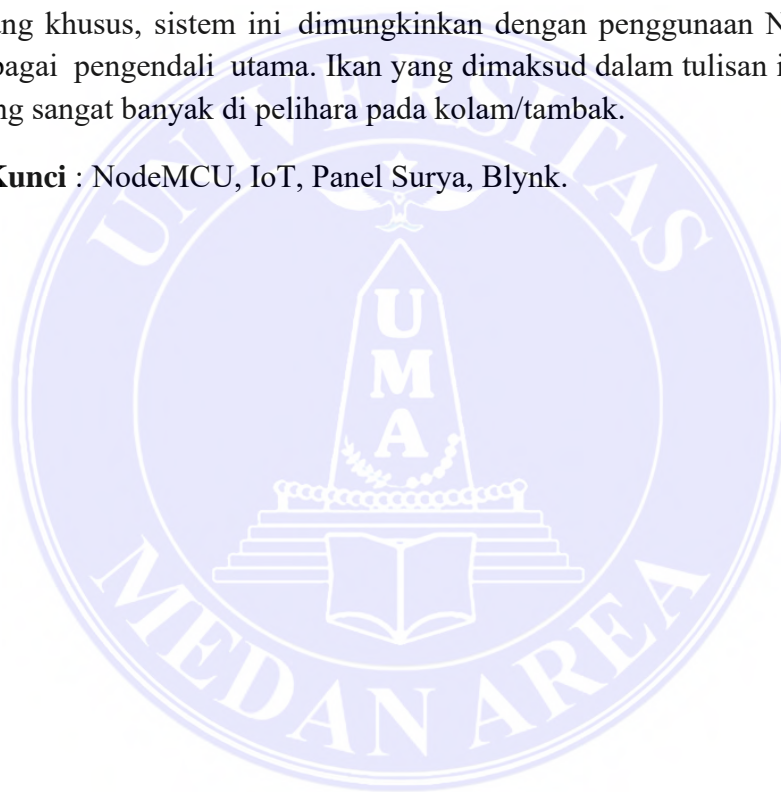 ang khusus, sistem ini dimungkinkan dengan penggunaan N
bagai pengendali utama. Ikan yang dimaksud dalam tulisan i
ng sangat banyak di pelihara pada kolam/tambak.
Kunci : NodeMCU, IoT, Panel Surya, Blynk.
UNIVERSITAS
U
M
A
MEDAN AREA